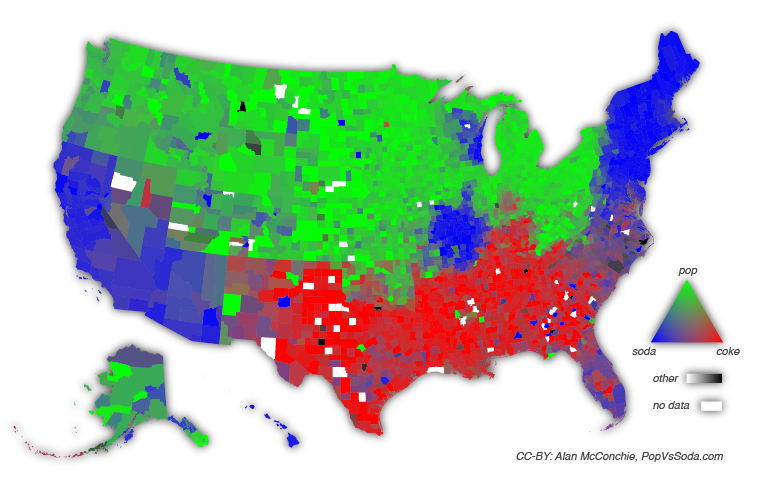 pop
soda
coke
other
no data
CC-BY: Alan McConchie, PopVsSoda.com